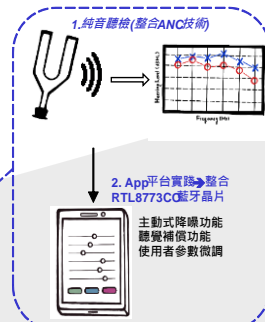 1.純音聽檢(整合ANC技術)
Hearing Level (dBHL)
Frequency (Hz)
2. App平台實踐➔整合
RTL8773CO藍牙晶片
主動式降噪功能
聽覺補償功能
使用者參數微調